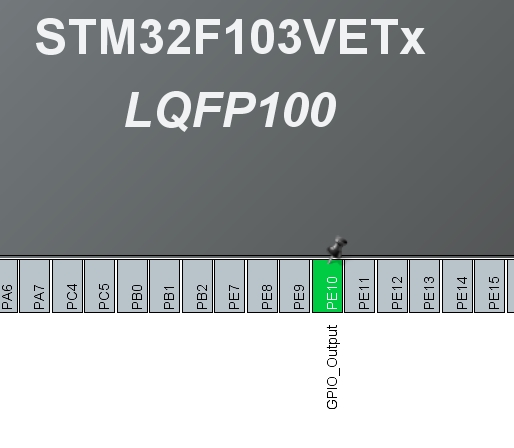 STM32F103VETx
LQFP100
PA6
PA7
PC4
PC5
PB0
PB1
PB2
PE7
PE8
PE9
PE10
PE11
PE12
PE13
PE14
PE15
GPIO_Output